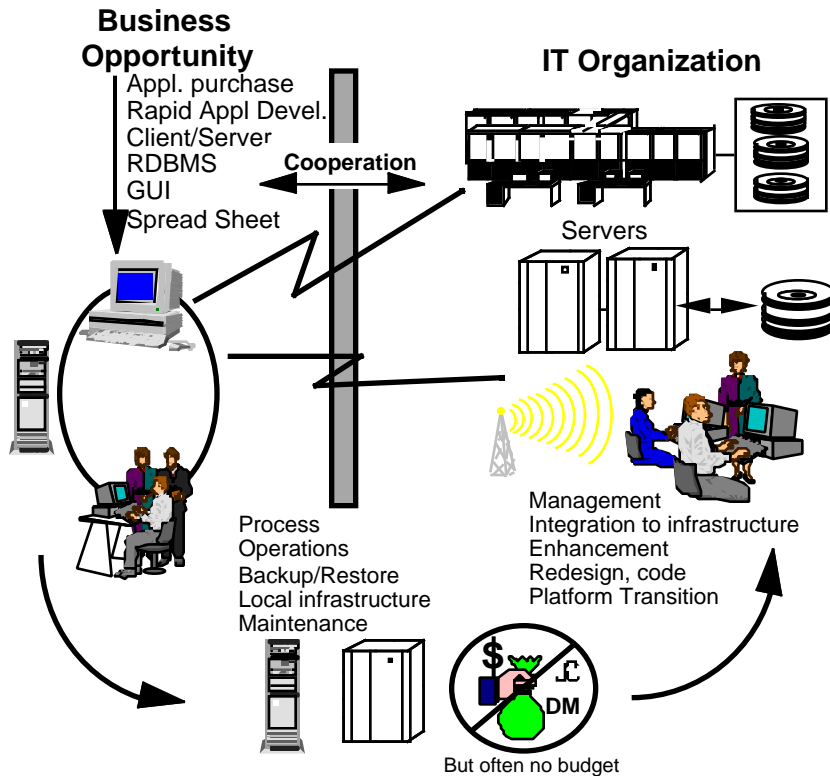 Business
Opportunity
Appl. purchase
Rapid Appl Devel.
Client/Server
RDBMS
GUI
Spread Sheet
Cooperation
IT Organization
Servers
Process
Operations
Backup/Restore
Local infrastructure
Maintenance
Management
Integration to infrastructure
Enhancement
Redesign, code
Platform Transition
$
DM
But often no budget